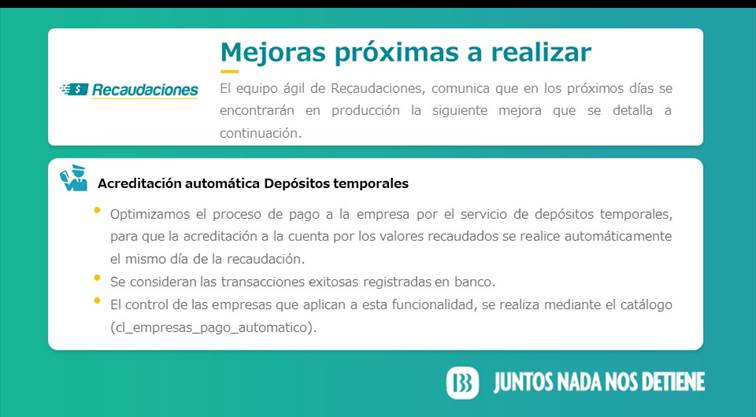 Mejoras próximas a realizar
$ Recaudaciones
El equipo ágil de Recaudaciones, comunica que en los próximos días se
encontrarán en producción la siguiente mejora que se detalla a
continuación.
Acreditación automática Depósitos temporales
Optimizamos el proceso de pago a la empresa por el servicio de depósitos temporales,
para que la acreditación a la cuenta por los valores recaudados se realice automáticamente
el mismo día de la recaudación.
Se consideran las transacciones exitosas registradas en banco.
El control de las empresas que aplican a esta funcionalidad, se realiza mediante el catálogo
(cl_empresas_pago_automatico).
JUNTOS NADA NOS DETIENE